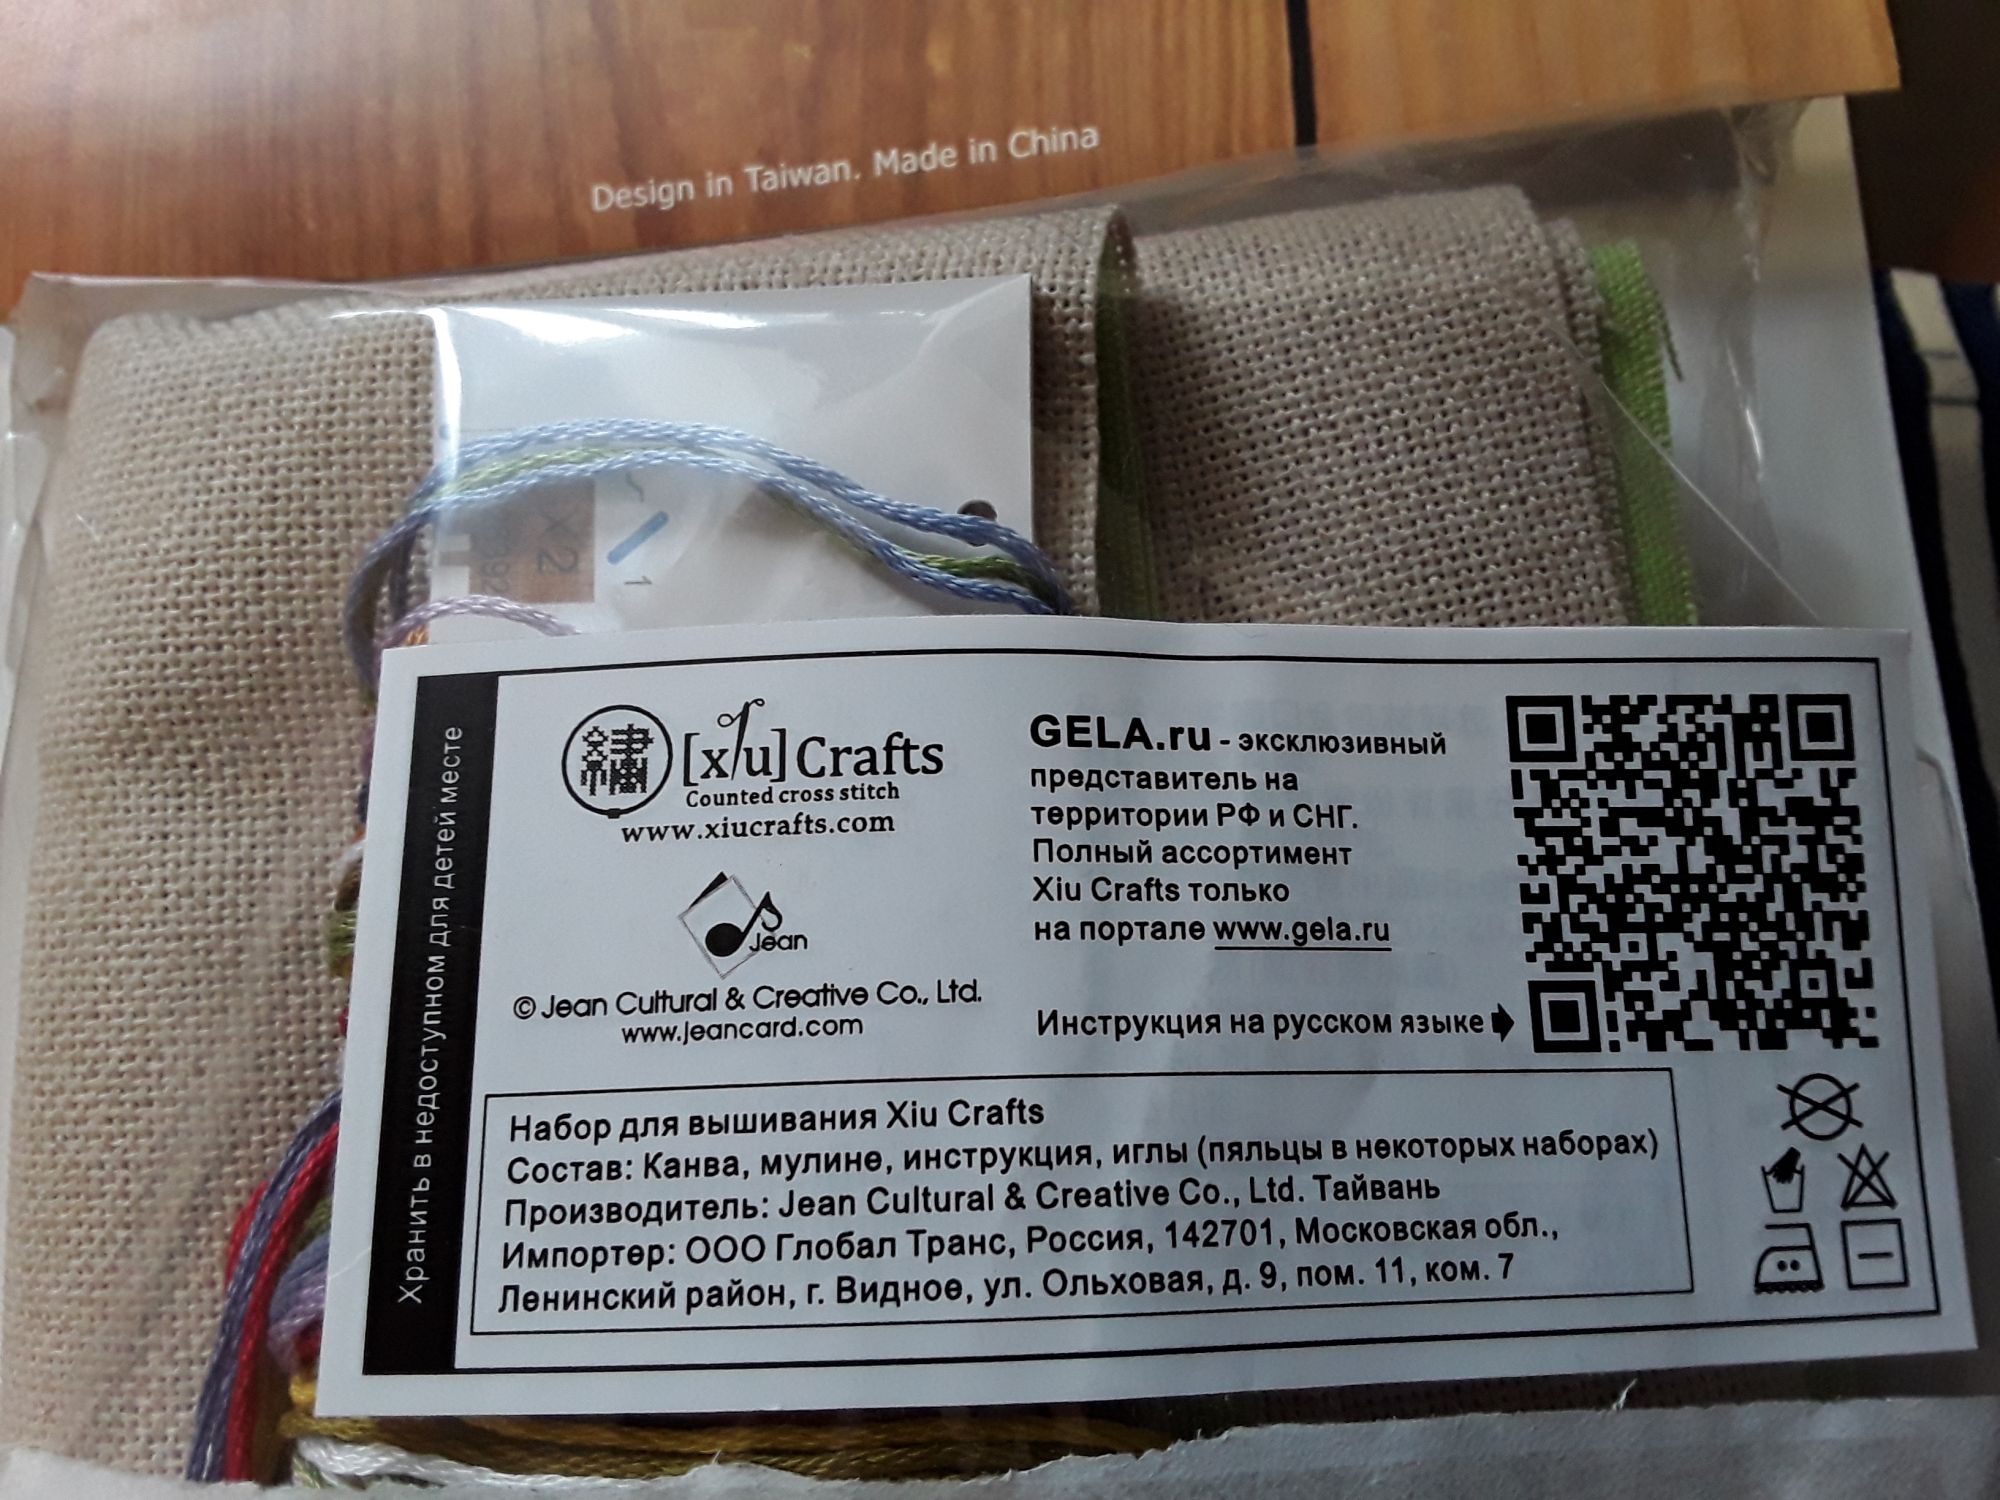 Design in Taiwan. Made in China
x2
1
Хранить в недоступном для детей месте
繡
[xiu] Crafts
Counted cross stitch
www.xiucrafts.com
Jean
© Jean Cultural & Creative Co., Ltd.
www.jeancard.com
GELA.ru - эксклюзивный
представитель на
территории РФ и СНГ.
Полный ассортимент
Xiu Crafts только
на портале www.gela.ru
Инструкция на русском языке
Набор для вышивания Xiu Crafts
Состав: Канва, мулине, инструкция, иглы (пяльцы в некоторых наборах)
Производитель: Jean Cultural & Creative Co., Ltd. Тайвань
Импортер: ООО Глобал Транс, Россия, 142701, Московская обл.,
Ленинский район, г. Видное, ул. Ольховая, д. 9, пом. 11, ком. 7